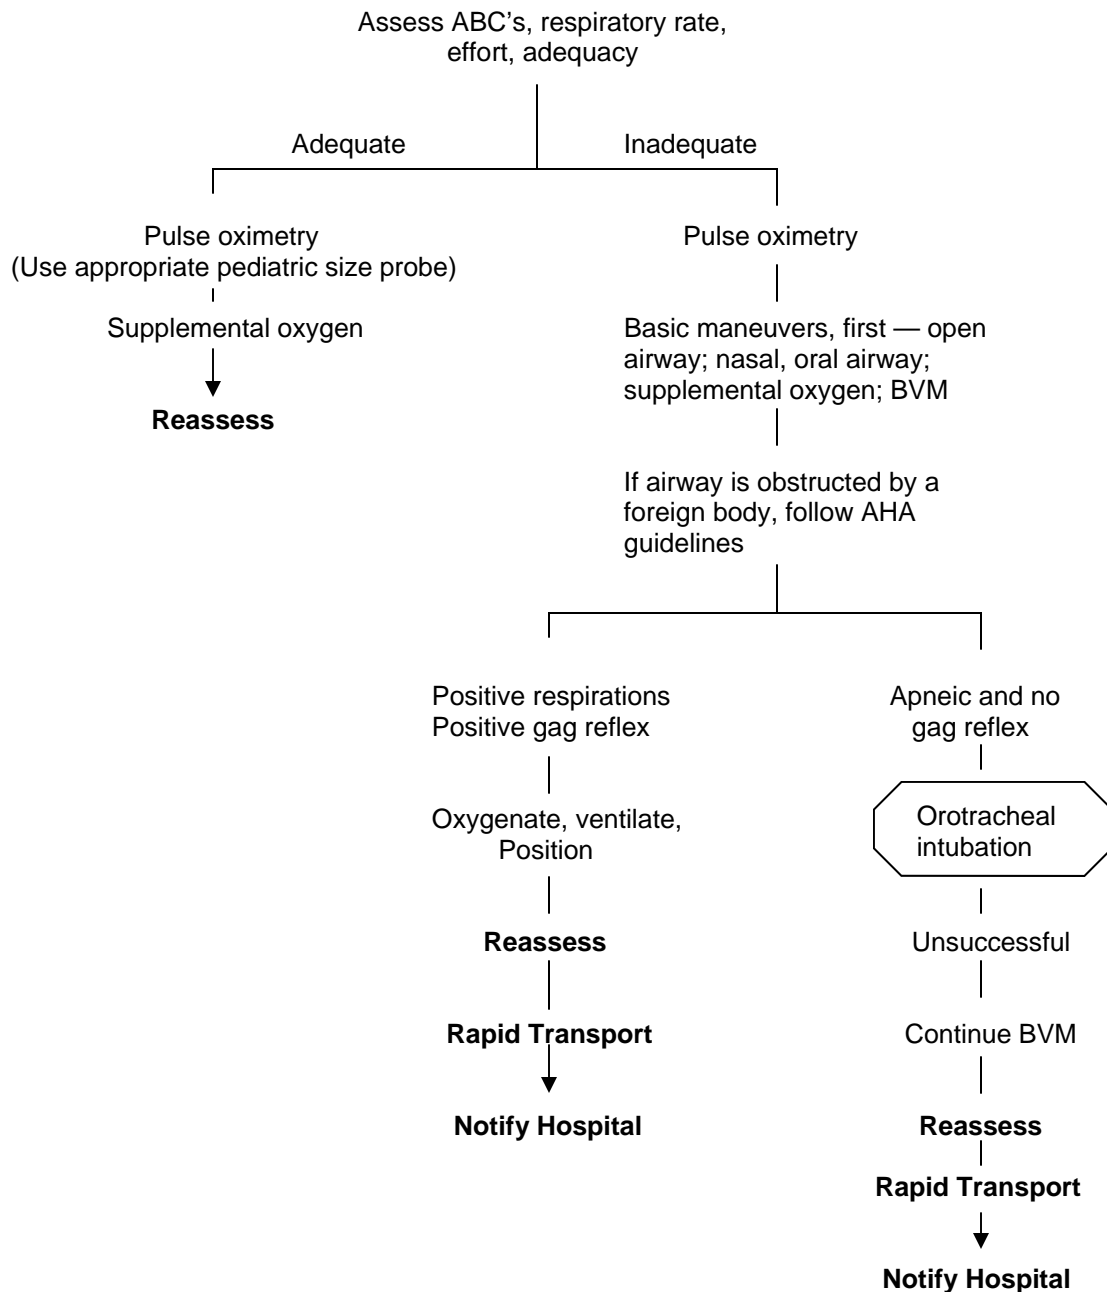 Assess ABC's, respiratory rate,
effort, adequacy
Adequate
Inadequate
Pulse oximetry
(Use appropriate pediatric size probe)
Supplemental oxygen
Reassess
Pulse oximetry
Basic maneuvers, first — open
airway; nasal, oral airway;
supplemental oxygen; BVM
If airway is obstructed by a
foreign body, follow AHA
guidelines
Positive respirations
Positive gag reflex
Oxygenate, ventilate,
Position
Reassess
Rapid Transport
Notify Hospital
Apneic and no
gag reflex
Orotracheal
intubation
Unsuccessful
Continue BVM
Reassess
Rapid Transport
Notify Hospital